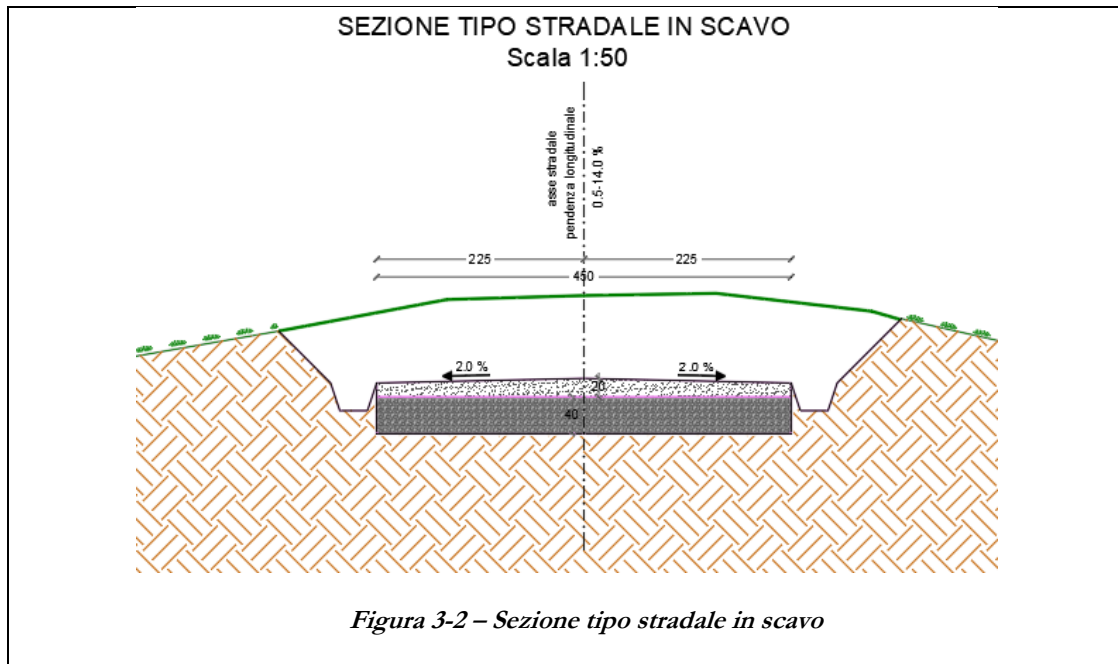 SEZIONE TIPO STRADALE IN SCAVO
Scala 1:50
asse stradale
pendenza longitudinale
0.5-14.0 %
225
225
450
2.0 %
2.0 %
20
40
Figura 3-2 – Sezione tipo stradale in scavo